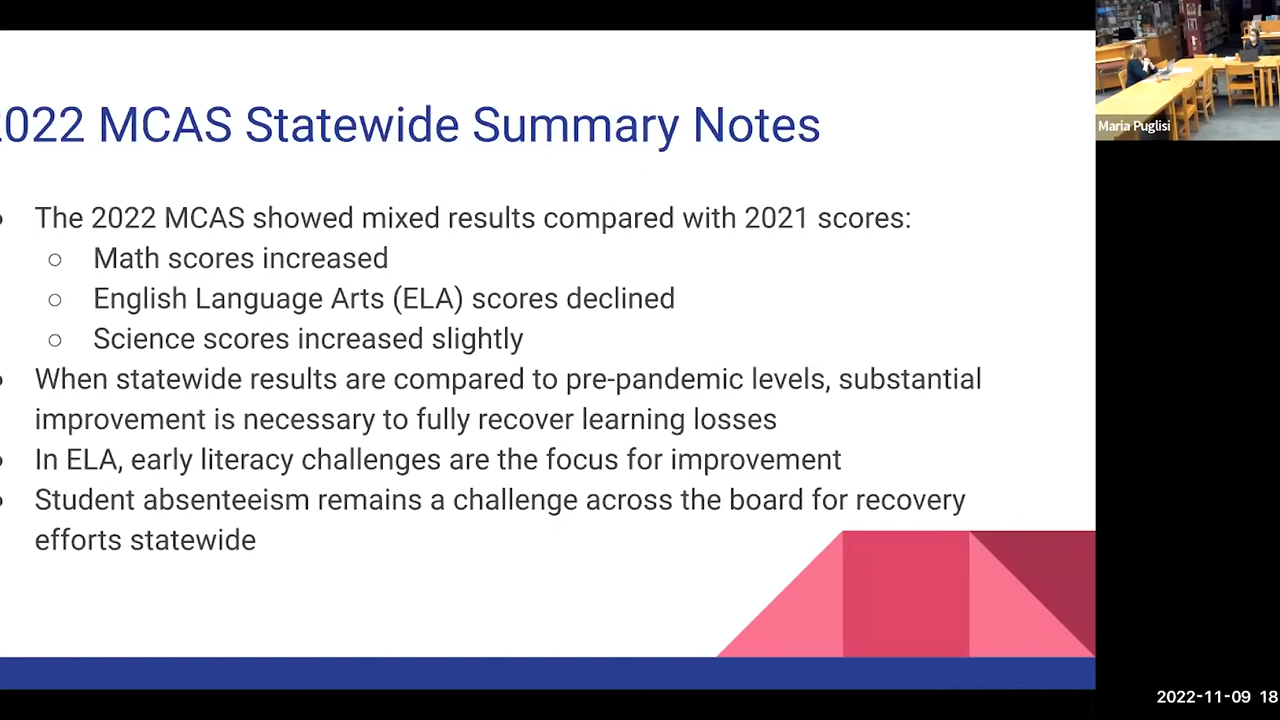 2022 MCAS Statewide Summary Notes
The 2022 MCAS showed mixed results compared with 2021 scores:
Math scores increased
English Language Arts (ELA) scores declined
Science scores increased slightly
When statewide results are compared to pre-pandemic levels, substantial
improvement is necessary to fully recover learning losses
In ELA, early literacy challenges are the focus for improvement
Student absenteeism remains a challenge across the board for recovery
efforts statewide
Maria Puglisi
2022-11-09 18